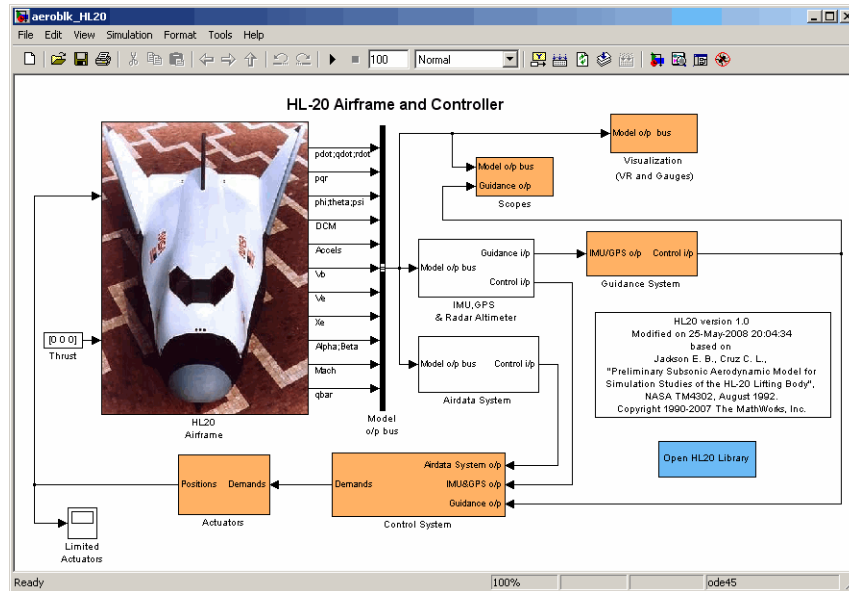 aeroblk_HL20
File Edit View Simulation Format Tools Help
100 Normal
HL-20 Airframe and Controller
pdot;qdot;rdot
pqr
phi;theta;psi
DCM
Accels
Vb
Ve
Xe
Alpha;Beta
Mach
qbar
[0 0 0]
Thrust
HL20
Airframe
Model
o/p bus
Model o/p bus
Visualization
(VR and Gauges)
Model o/p bus
Guidance o/p
Scopes
Guidance i/p
Model o/p bus
Control i/p
IMU,GPS
& Radar Altimeter
IMU/GPS o/p Control i/p
Guidance System
Model o/p bus Control i/p
Airdata System
HL20 version 1.0
Modified on 25-May-2008 20:04:34
based on
Jackson E. B., Cruz C. L.,
"Preliminary Subsonic Aerodynamic Model for
Simulation Studies of the HL-20 Lifting Body",
NASA TM4302, August 1992.
Copyright 1990-2007 The MathWorks, Inc.
Open HL20 Library
Airdata System o/p
Demands IMU&GPS o/p
Guidance o/p
Control System
Positions Demands
Actuators
Limited
Actuators
Ready 100% ode45